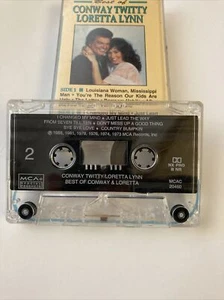 Best of
CONWAY TWITTY
LORETTA LYNN
SIDE 1 ■ Louisiana Woman, Mississippi
Man • You're The Reason Our Kids Are
I CHANGED MY MIND • JUST LEAD THE WAY
FROM SEVEN TILL TEN • DON'T MESS UP A GOOD THING
BYE BYE LOVE • COUNTRY BUMPKIN
2
MCA
NR
CONWAY TWITTY/LORETTA LYNN
BEST OF CONWAY & LORETTA
MCAC
20460